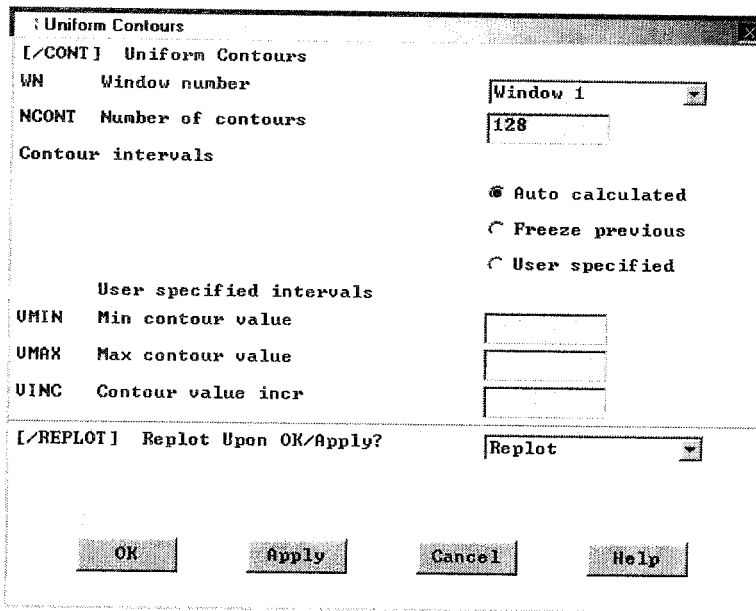 Uniform Contours
[/CONT] Uniform Contours
WN Window number Window 1
NCONT Number of contours 128
Contour intervals
Auto calculated
Freeze previous
User specified
User specified intervals
VMIN Min contour value
VMAX Max contour value
VINC Contour value incr
[/REPLOT] Replot Upon OK/Apply? Replot
OK Apply Cancel Help